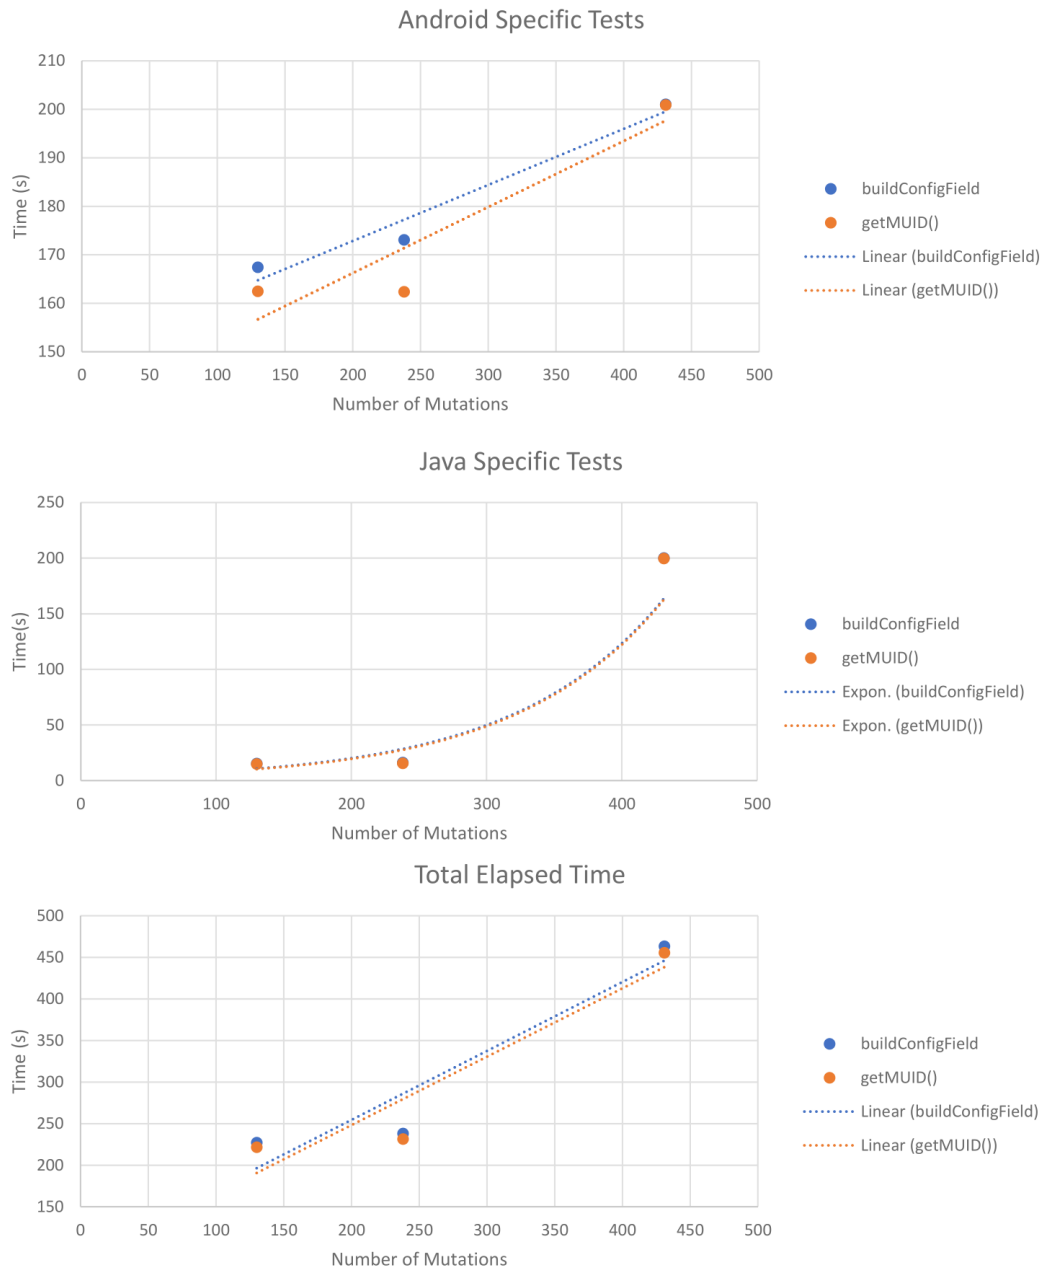 Android Specific Tests
210
200
190
180
170
160
150
Time (s)
0 50 100 150 200 250 300 350 400 450 500
Number of Mutations
buildConfigField
getMUID()
Linear (buildConfigField)
Linear (getMUID())
Java Specific Tests
250
200
150
100
50
0
Time(s)
0 100 200 300 400 500
Number of Mutations
buildConfigField
getMUID()
Expon. (buildConfigField)
Expon. (getMUID())
Total Elapsed Time
500
450
400
350
300
250
200
150
Time (s)
0 50 100 150 200 250 300 350 400 450 500
Number of Mutations
buildConfigField
getMUID()
Linear (buildConfigField)
Linear (getMUID())